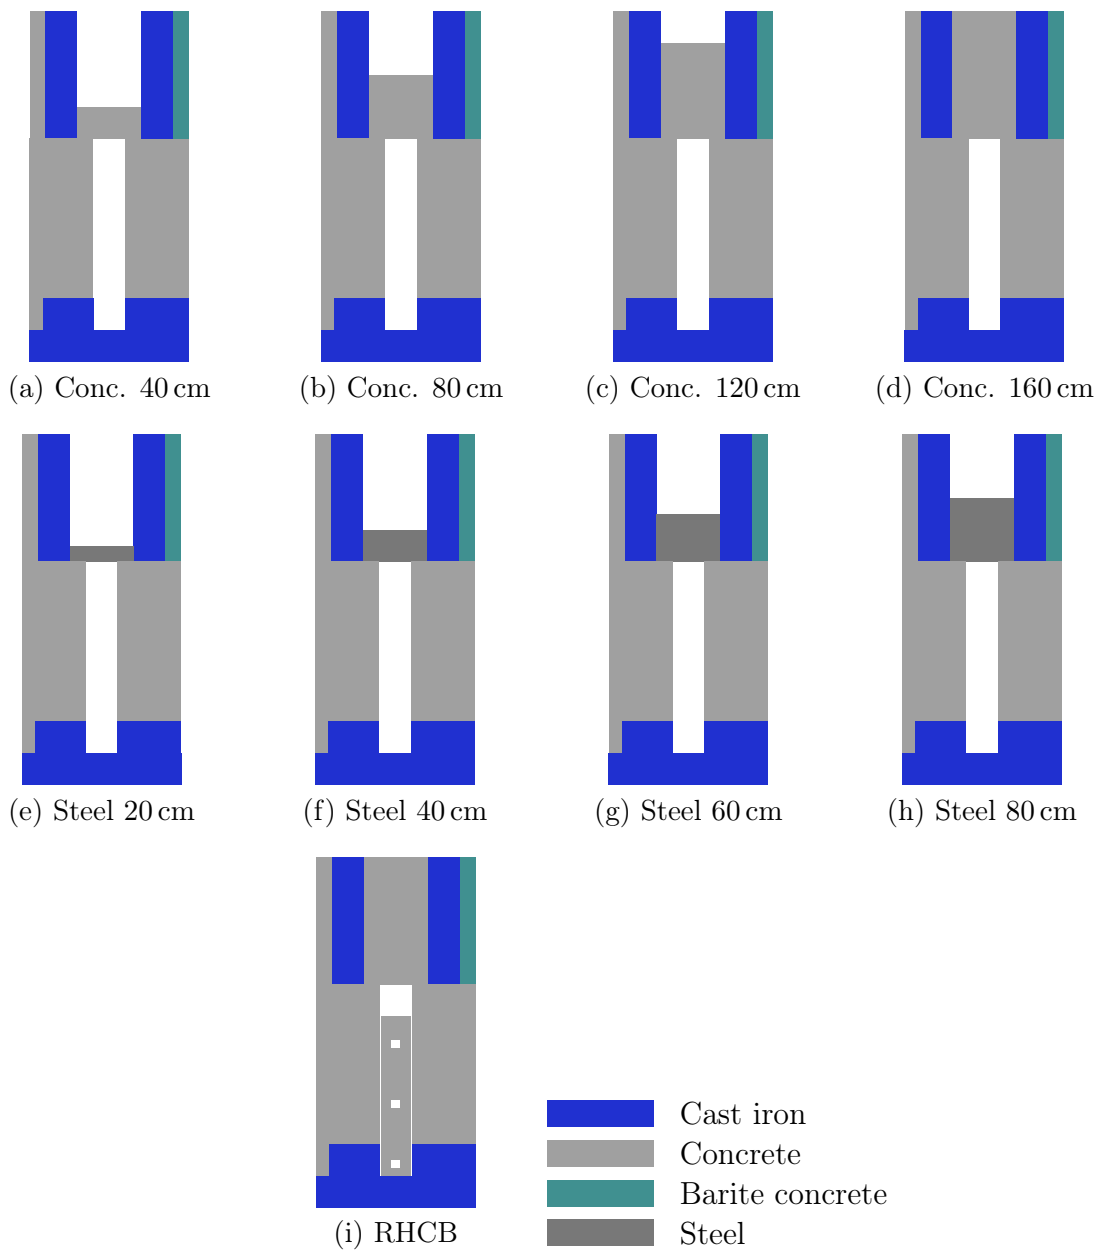 (a) Conc. 40 cm
(b) Conc. 80 cm
(c) Conc. 120 cm
(d) Conc. 160 cm
(e) Steel 20 cm
(f) Steel 40 cm
(g) Steel 60 cm
(h) Steel 80 cm
(i) RHCB
Cast iron
Concrete
Barite concrete
Steel